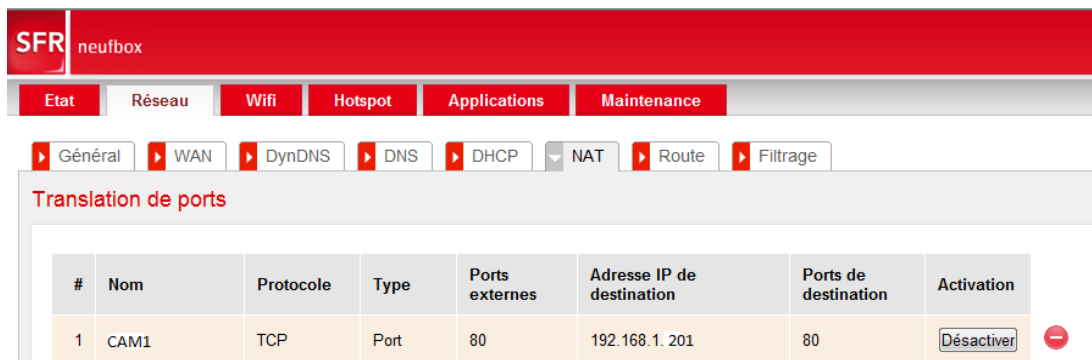 SFR neufbox
Etat Réseau Wifi Hotspot Applications Maintenance
Général WAN DynDNS DNS DHCP NAT Route Filtrage
Translation de ports
# Nom Protocole Type Ports externes Adresse IP de destination Ports de destination Activation
1 CAM1 TCP Port 80 192.168.1. 201 80 Désactiver